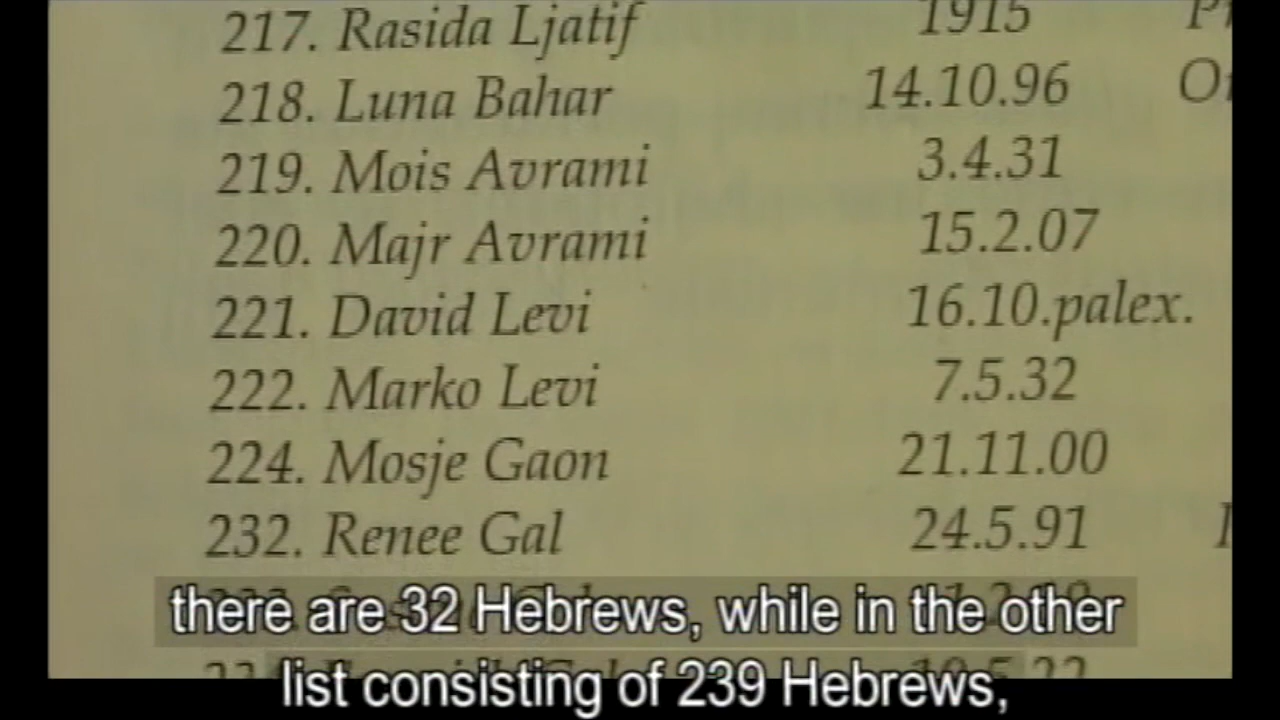 217. Rasida Ljatif 1915
218. Luna Bahar 14.10.96
219. Mois Avrami 3.4.31
220. Majr Avrami 15.2.07
221. David Levi 16.10.palex.
222. Marko Levi 7.5.32
224. Mosje Gaon 21.11.00
232. Renee Gal 24.5.91
there are 32 Hebrews, while in the other
list consisting of 239 Hebrews,